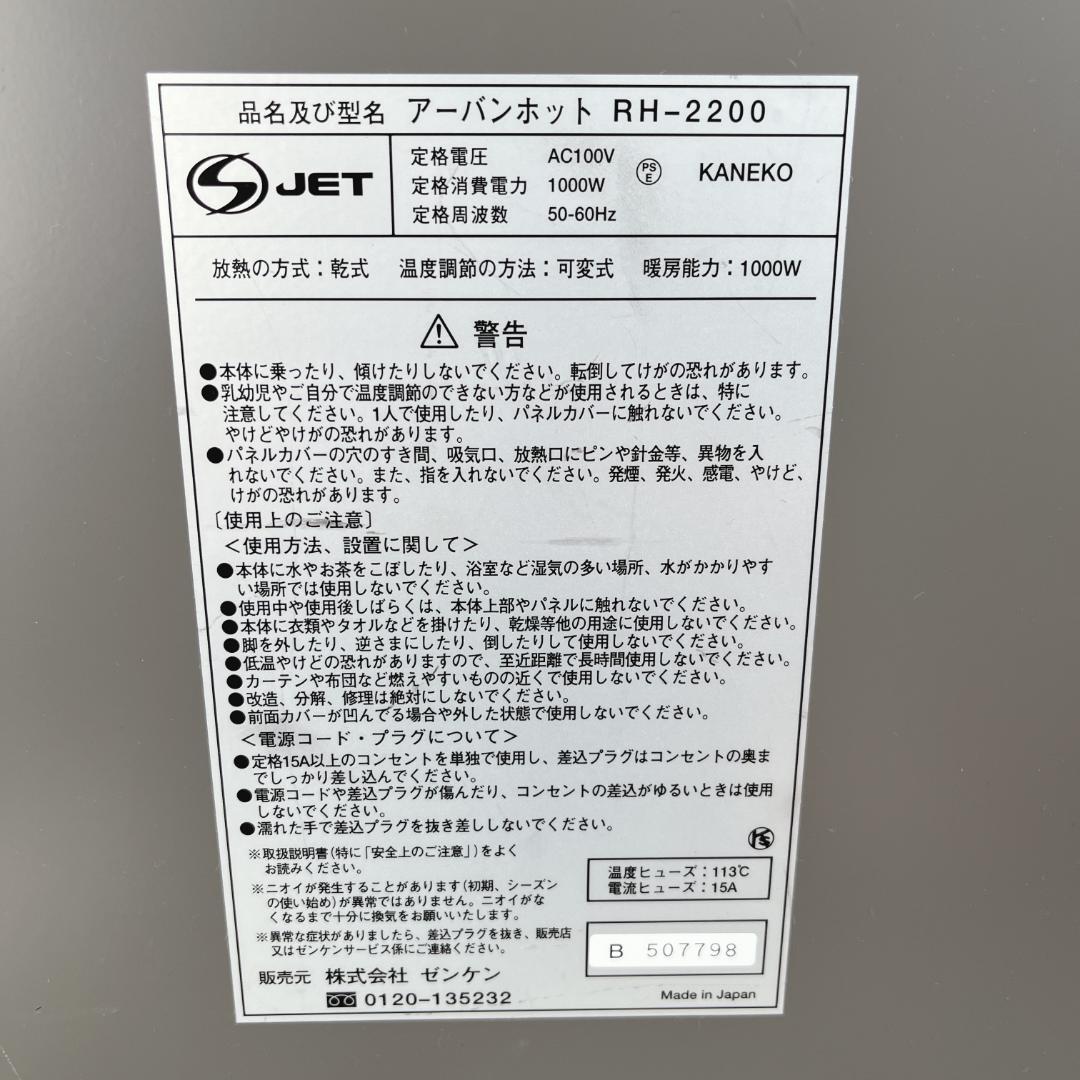 品名及び型名 アーバンホット RH-2200
JET
定格電圧 AC100V
定格消費電力 1000W
定格周波数 50-60Hz
PS
E
KANEKO
放熱の方式：乾式 温度調節の方法：可変式 暖房能力：1000W
警告
●本体に乗ったり、傾けたりしないでください。転倒してけがの恐れがあります。
●乳幼児やご自分で温度調節のできない方などが使用されるときは、特に
注意してください。1人で使用したり、パネルカバーに触れないでください。
やけどやけがの恐れがあります。
●パネルカバーの穴のすき間、吸気口、放熱口にピンや針金等、異物を入
れないでください。また、指を入れないでください。発煙、発火、感電、やけど、
けがの恐れがあります。
〔使用上のご注意〕
＜使用方法、設置に関して＞
●本体に水やお茶をこぼしたり、浴室など湿気の多い場所、水がかかりやす
い場所では使用しないでください。
●使用中や使用後しばらくは、本体上部やパネルに触れないでください。
●本体に衣類やタオルなどを掛けたり、乾燥等他の用途に使用しないでください。
●脚を外したり、逆さまにしたり、倒したりして使用しないでください。
●低温やけどの恐れがありますので、至近距離で長時間使用しないでください。
●カーテンや布団など燃えやすいものの近くで使用しないでください。
●改造、分解、修理は絶対にしないでください。
●前面カバーが凹んでる場合や外した状態で使用しないでください。
＜電源コード・プラグについて＞
●定格15A以上のコンセントを単独で使用し、差込プラグはコンセントの奥ま
でしっかり差し込んでください。
●電源コードや差込プラグが傷んだり、コンセントの差込がゆるいときは使用
しないでください。
●濡れた手で差込プラグを抜き差ししないでください。
※取扱説明書(特に「安全上のご注意」)をよく
お読みください。
※ニオイが発生することがあります(初期、シーズン
の使い始め)が異常ではありません。ニオイがな
くなるまで十分に換気をお願いいたします。
※異常な症状がありましたら、差込プラグを抜き、販売店
又はゼンケンサービス係にご連絡ください。
温度ヒューズ：113℃
電流ヒューズ：15A
B 507798
販売元 株式会社 ゼンケン
0120-135232
Made in Japan